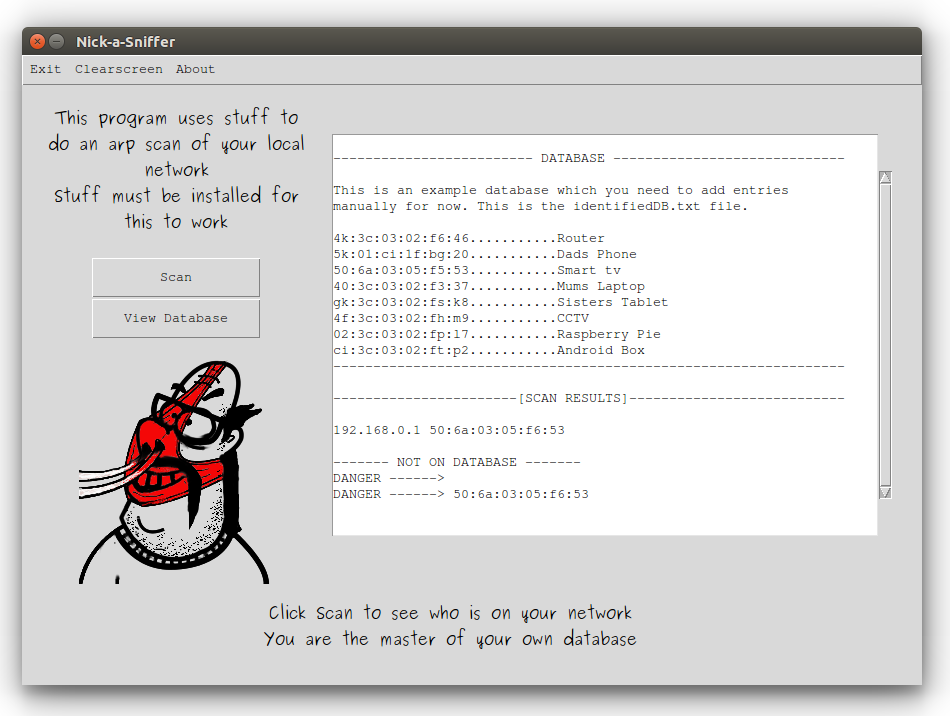 Nick-a-Sniffer
Exit Clearscreen About
This program uses stuff to
do an arp scan of your local
network
Stuff must be installed for
this to work
Scan
View Database
------------------------- DATABASE -----------------------------
This is an example database which you need to add entries
manually for now. This is the identifiedDB.txt file.
4k:3c:03:02:f6:46...........Router
5k:01:ci:1f:bg:20...........Dads Phone
50:6a:03:05:f5:53...........Smart tv
40:3c:03:02:f3:37...........Mums Laptop
gk:3c:03:02:fs:k8...........Sisters Tablet
4f:3c:03:02:fh:m9...........CCTV
02:3c:03:02:fp:l7...........Raspberry Pie
ci:3c:03:02:ft:p2...........Android Box
----------------------------------------------------------------
-----------------------[SCAN RESULTS]---------------------------
192.168.0.1 50:6a:03:05:f6:53
------- NOT ON DATABASE -------
DANGER ------>
DANGER ------> 50:6a:03:05:f6:53
Click Scan to see who is on your network
You are the master of your own database